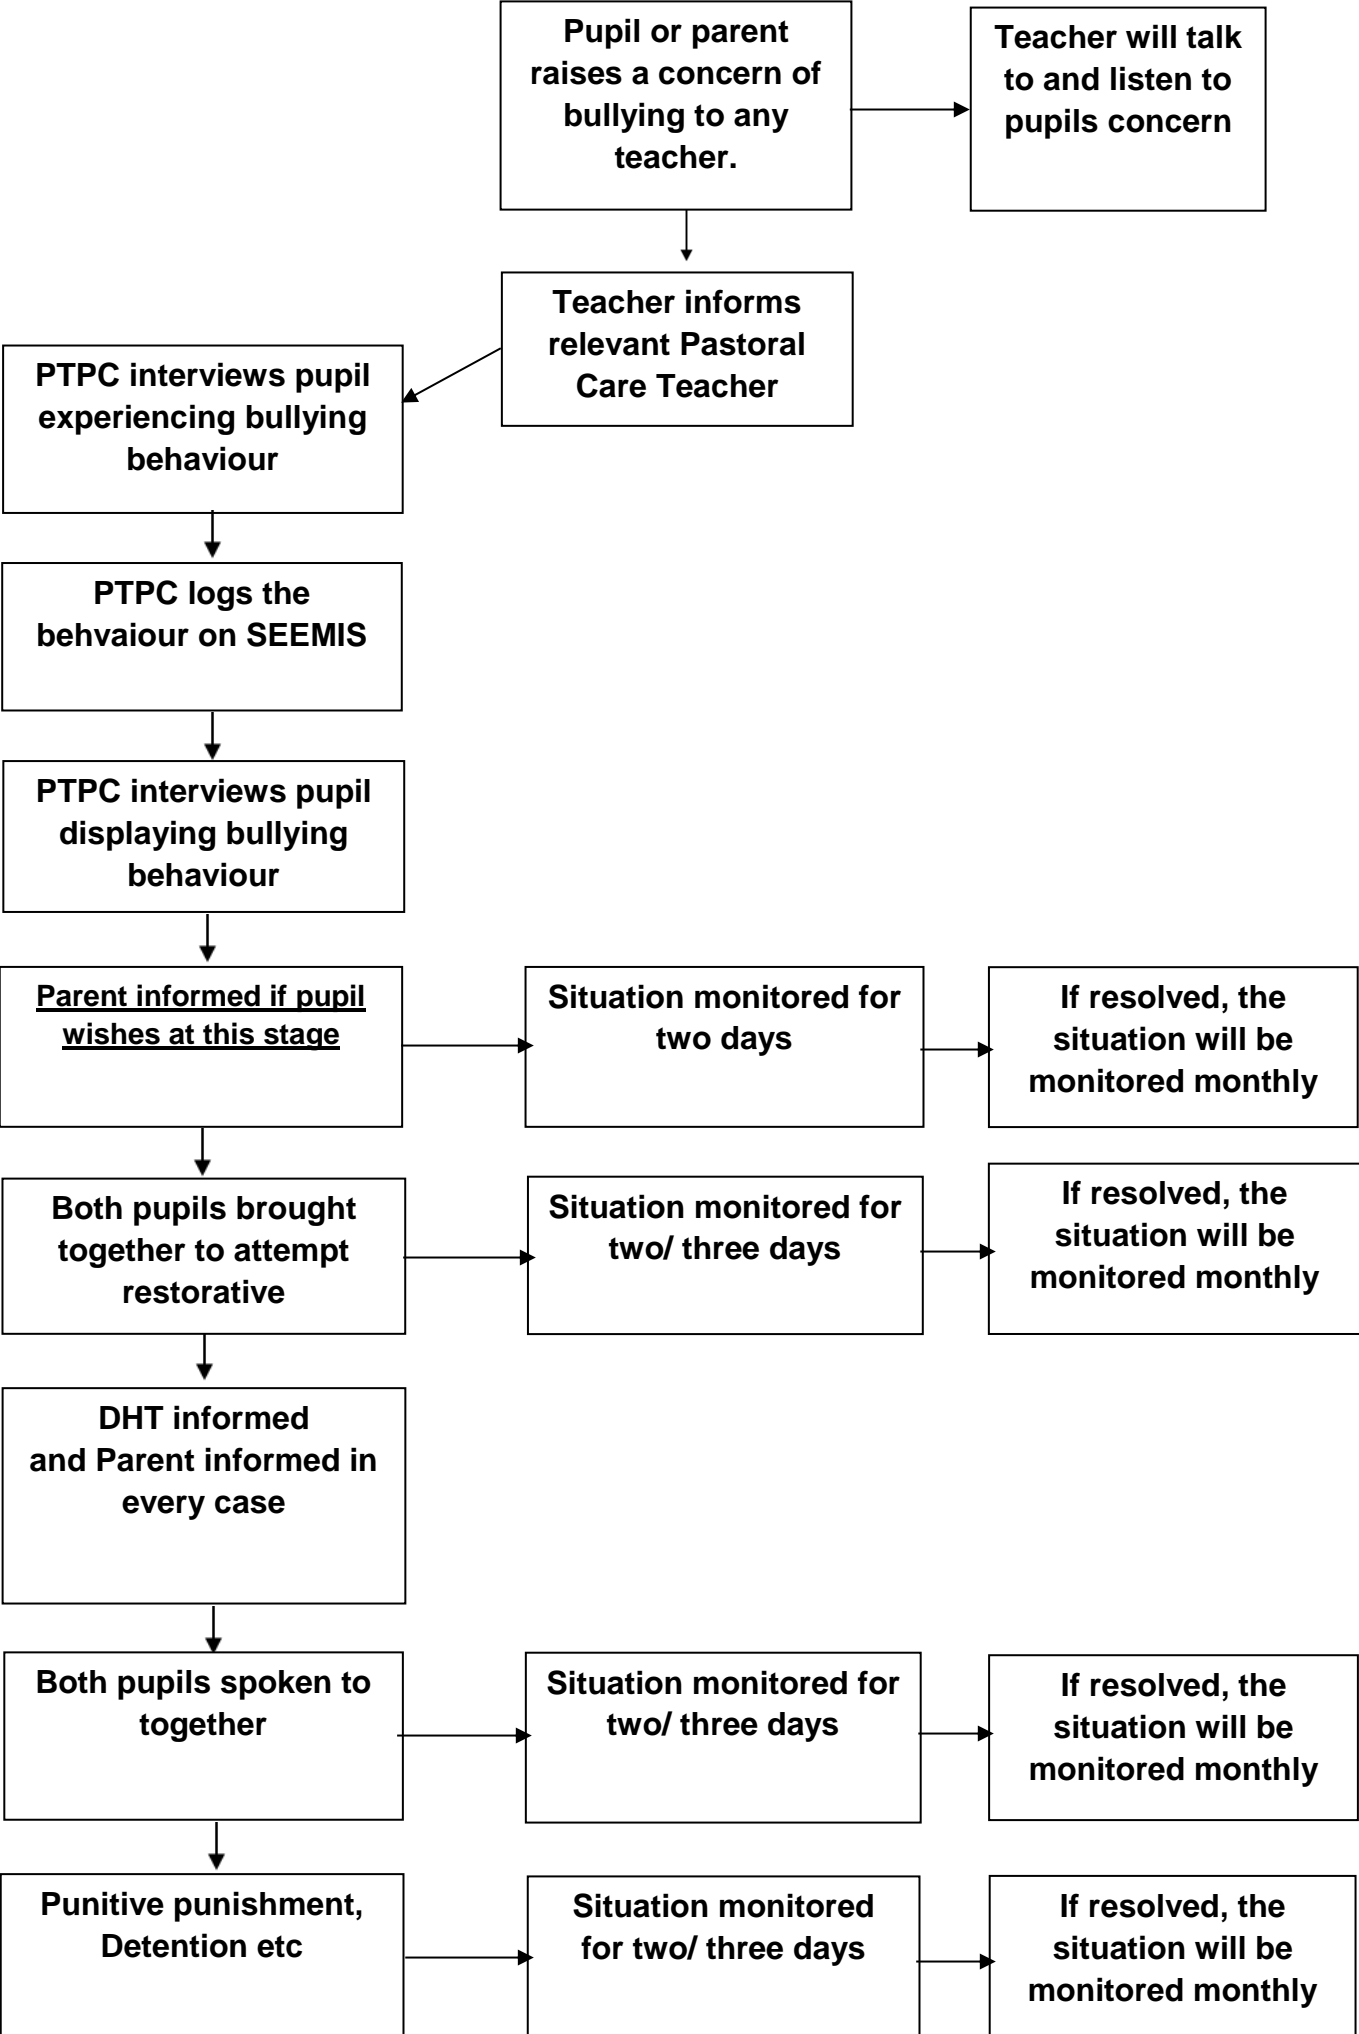 Pupil or parent
raises a concern of
bullying to any
teacher.
Teacher will talk
to and listen to
pupils concern
Teacher informs
relevant Pastoral
Care Teacher
PTPC interviews pupil
experiencing bullying
behaviour
PTPC logs the
behvaiour on SEEMIS
PTPC interviews pupil
displaying bullying
behaviour
Parent informed if pupil
wishes at this stage
Situation monitored for
two days
If resolved, the
situation will be
monitored monthly
Both pupils brought
together to attempt
restorative
Situation monitored for
two/ three days
If resolved, the
situation will be
monitored monthly
DHT informed
and Parent informed in
every case
Both pupils spoken to
together
Situation monitored for
two/ three days
If resolved, the
situation will be
monitored monthly
Punitive punishment,
Detention etc
Situation monitored
for two/ three days
If resolved, the
situation will be
monitored monthly